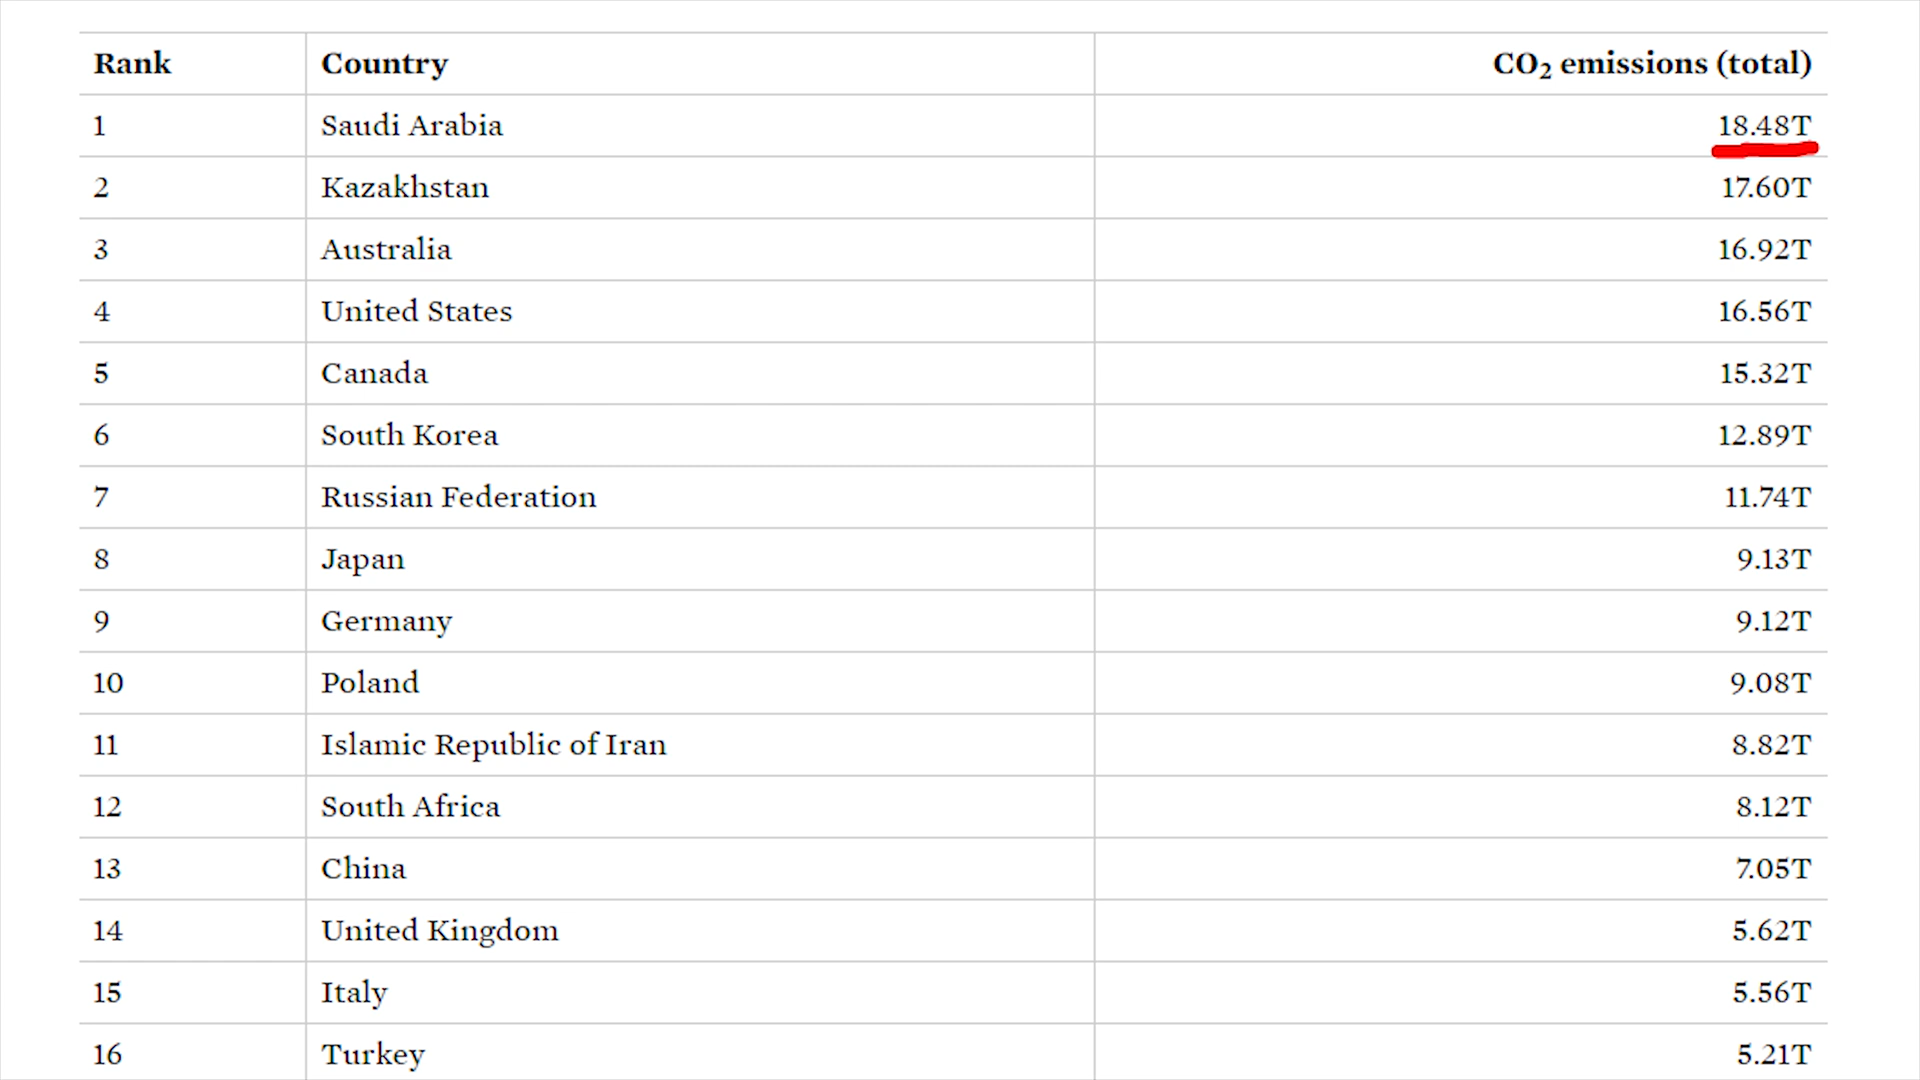 Rank Country CO₂ emissions (total)
1 Saudi Arabia 18.48T
2 Kazakhstan 17.60T
3 Australia 16.92T
4 United States 16.56T
5 Canada 15.32T
6 South Korea 12.89T
7 Russian Federation 11.74T
8 Japan 9.13T
9 Germany 9.12T
10 Poland 9.08T
11 Islamic Republic of Iran 8.82T
12 South Africa 8.12T
13 China 7.05T
14 United Kingdom 5.62T
15 Italy 5.56T
16 Turkey 5.21T